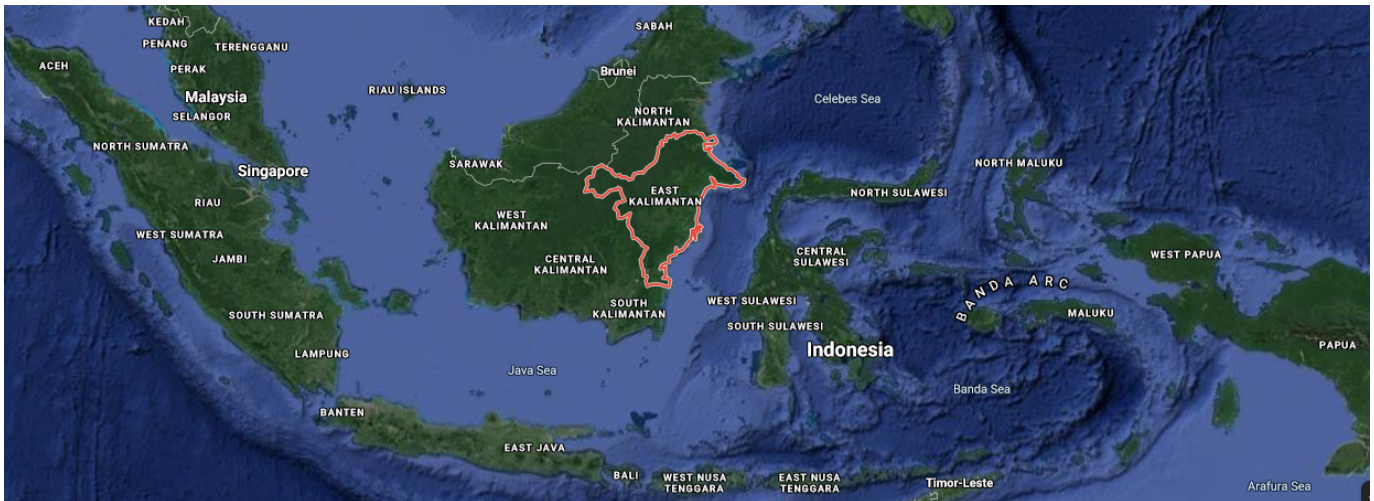 KEDAH
PENANG
TERENGGANU
ACEH
PERAK
Malaysia
SELANGOR
RIAU ISLANDS
NORTH SUMATRA
Singapore
RIAU
WEST SUMATRA
JAMBI
SOUTH SUMATRA
LAMPUNG
BANTEN
SABAH
Brunei
NORTH
KALIMANTAN
SARAWAK
EAST
KALIMANTAN
WEST
KALIMANTAN
CENTRAL
KALIMANTAN
SOUTH
KALIMANTAN
Java Sea
EAST JAVA
BALI
WEST NUSA
TENGGARA
EAST NUSA
TENGGARA
Timor-Leste
Celebes Sea
NORTH SULAWESI
CENTRAL
SULAWESI
WEST SULAWESI
SOUTH SULAWESI
Indonesia
NORTH MALUKU
WEST PAPUA
BANDA ARC
MALUKU
PAPUA
Banda Sea
Arafura Sea